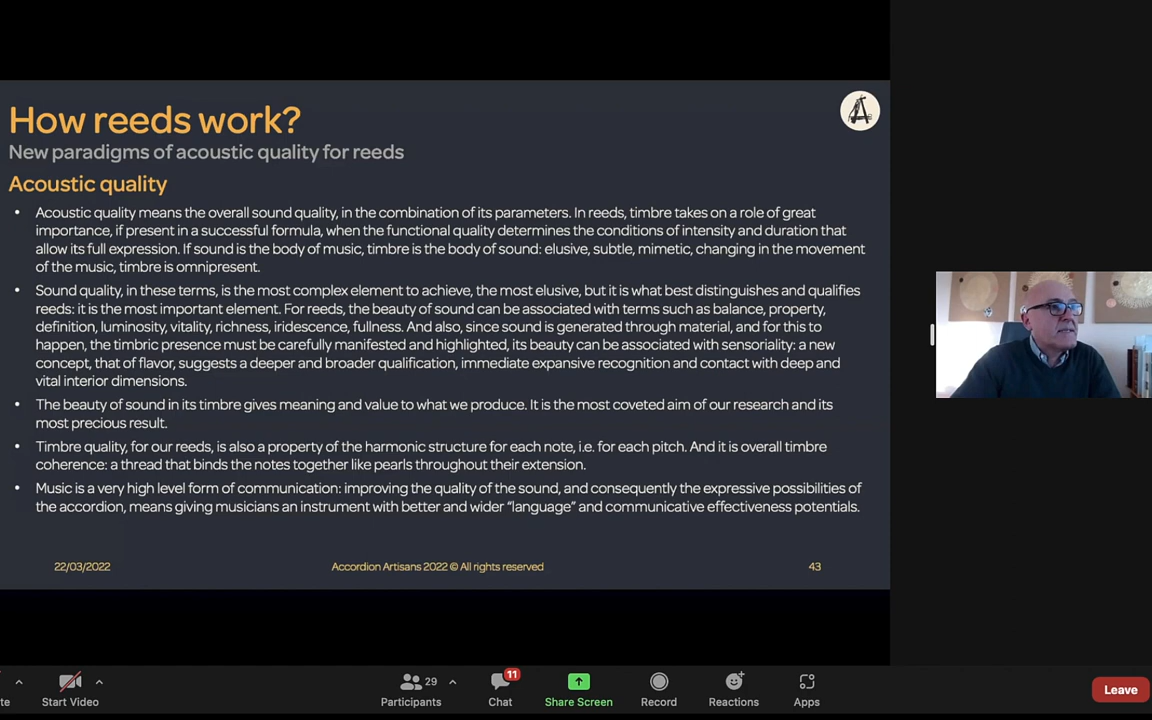 How reeds work?
New paradigms of acoustic quality for reeds
Acoustic quality
• Acoustic quality means the overall sound quality, in the combination of its parameters. In reeds, timbre takes on a role of great
importance, if present in a successful formula, when the functional quality determines the conditions of intensity and duration that
allow its full expression. If sound is the body of music, timbre is the body of sound: elusive, subtle, mimetic, changing in the movement
of the music, timbre is omnipresent.
• Sound quality, in these terms, is the most complex element to achieve, the most elusive, but it is what best distinguishes and qualifies
reeds: it is the most important element. For reeds, the beauty of sound can be associated with terms such as balance, property,
definition, luminosity, vitality, richness, iridescence, fullness. And also, since sound is generated through material, and for this to
happen, the timbric presence must be carefully manifested and highlighted, its beauty can be associated with sensoriality: a new
concept, that of flavor, suggests a deeper and broader qualification, immediate expansive recognition and contact with deep and
vital interior dimensions.
• The beauty of sound in its timbre gives meaning and value to what we produce. It is the most coveted aim of our research and its
most precious result.
• Timbre quality, for our reeds, is also a property of the harmonic structure for each note, i.e. for each pitch. And it is overall timbre
coherence: a thread that binds the notes together like pearls throughout their extension.
• Music is a very high level form of communication: improving the quality of the sound, and consequently the expressive possibilities of
the accordion, means giving musicians an instrument with better and wider “language” and communicative effectiveness potentials.
22/03/2022 Accordion Artisans 2022 © All rights reserved 43
29 11
te Start Video Participants Chat Share Screen Record Reactions Apps Leave